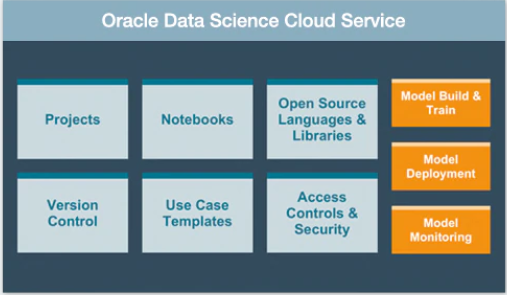 Oracle Data Science Cloud Service
Projects
Notebooks
Open Source
Languages &
Libraries
Model Build &
Train
Model
Deployment
Version
Control
Use Case
Templates
Access
Controls &
Security
Model
Monitoring